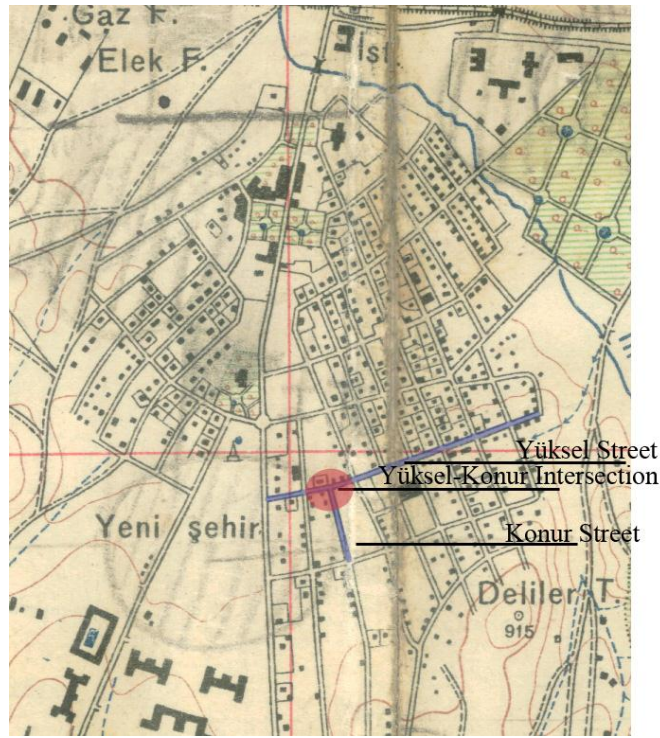 Gaz F.
Elek F.
İst.
Yüksel Street
Yüksel-Konur Intersection
Yeni şehir
Konur Street
Deliler T.
915